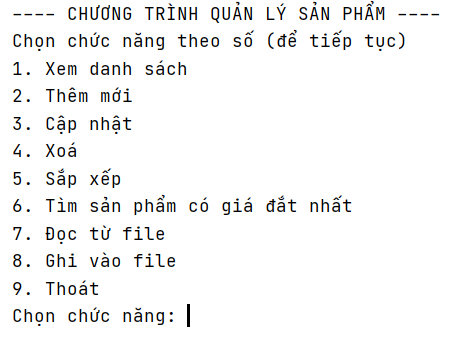 ---- CHƯƠNG TRÌNH QUẢN LÝ SẢN PHẨM ----
Chọn chức năng theo số (để tiếp tục)
1. Xem danh sách
2. Thêm mới
3. Cập nhật
4. Xoá
5. Sắp xếp
6. Tìm sản phẩm có giá đắt nhất
7. Đọc từ file
8. Ghi vào file
9. Thoát
Chọn chức năng: